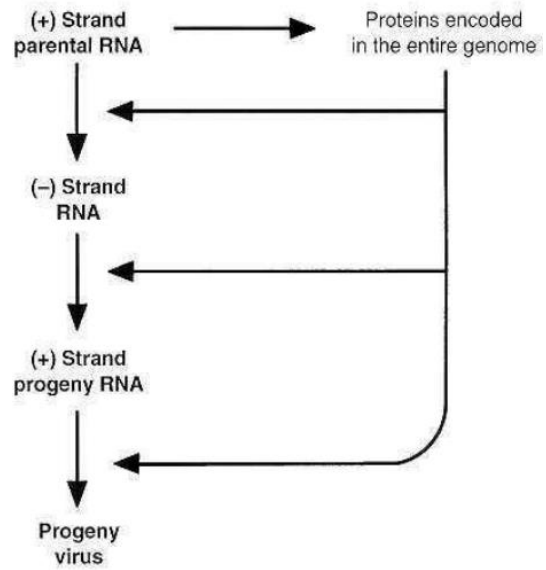 (+) Strand
parental RNA
Proteins encoded
in the entire genome
(–) Strand
RNA
(+) Strand
progeny RNA
Progeny
virus